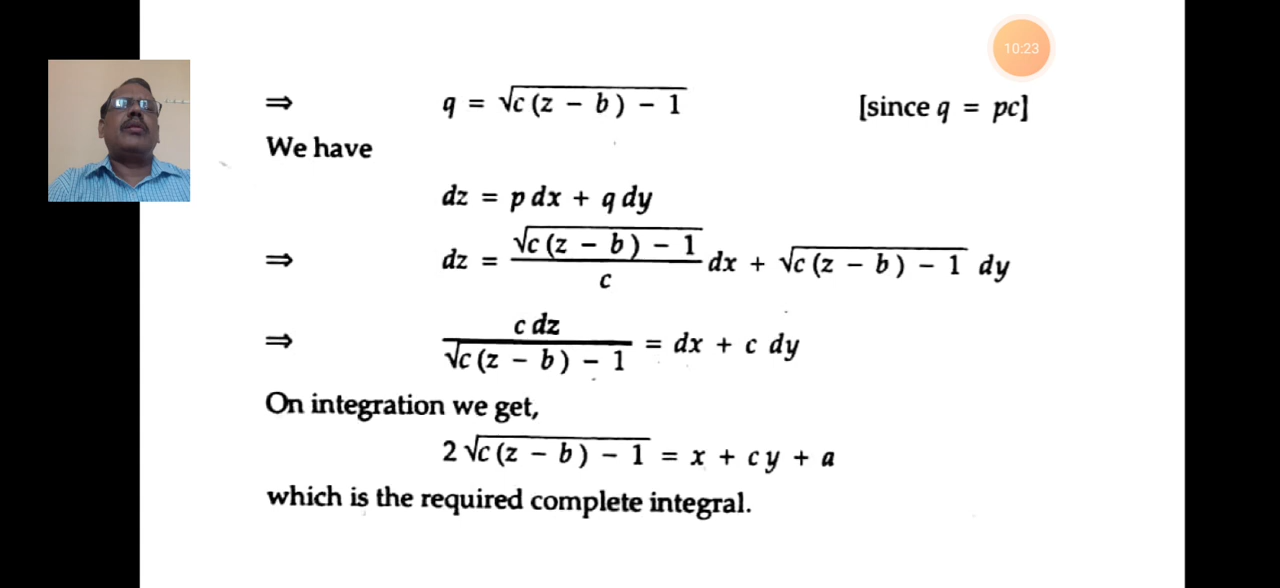 10:23
⇒ q = √c (z − b) − 1 [since q = pc]
We have
dz = p dx + q dy
⇒ dz = √c (z − b) − 1 / c dx + √c (z − b) − 1 dy
⇒ c dz / √c (z − b) − 1 = dx + c dy
On integration we get,
2 √c (z − b) − 1 = x + cy + a
which is the required complete integral.